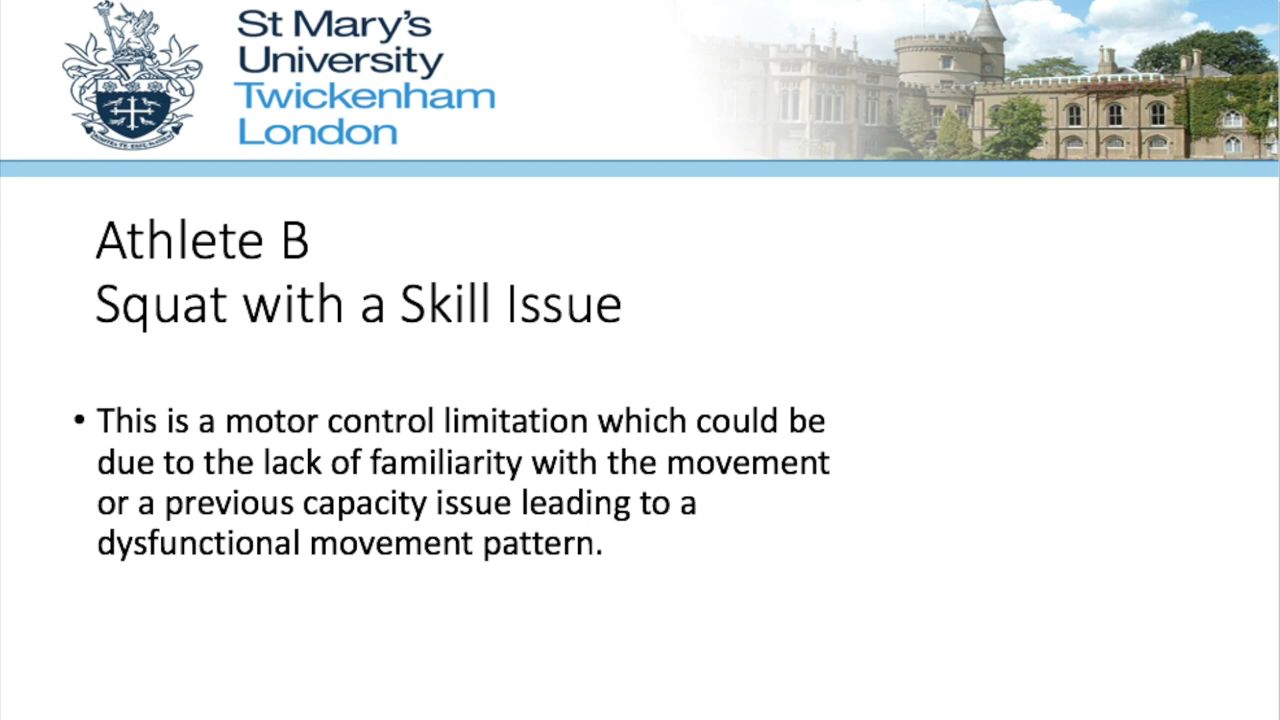 St Mary's
University
Twickenham
London
Athlete B
Squat with a Skill Issue
• This is a motor control limitation which could be
due to the lack of familiarity with the movement
or a previous capacity issue leading to a
dysfunctional movement pattern.